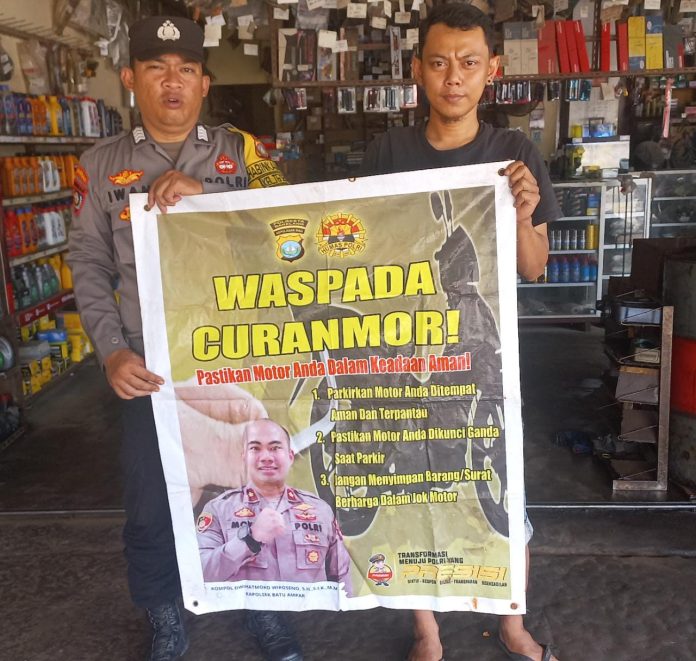 POLRI
HUMAS POLRI
WASPADA
CURANMOR!
Pastikan Motor Anda Dalam Keadaan Aman!
1. Parkirkan Motor Anda Ditempat
Aman Dan Terpantau
2. Pastikan Motor Anda Dikunci Ganda
Saat Parkir
3. Jangan Menyimpan Barang/Surat
Berharga Dalam Jok Motor
POLRI
TRANSFORMASI
MENUJU POLRI YANG
PRESISI
KAPOLSEK BATU AMPAR